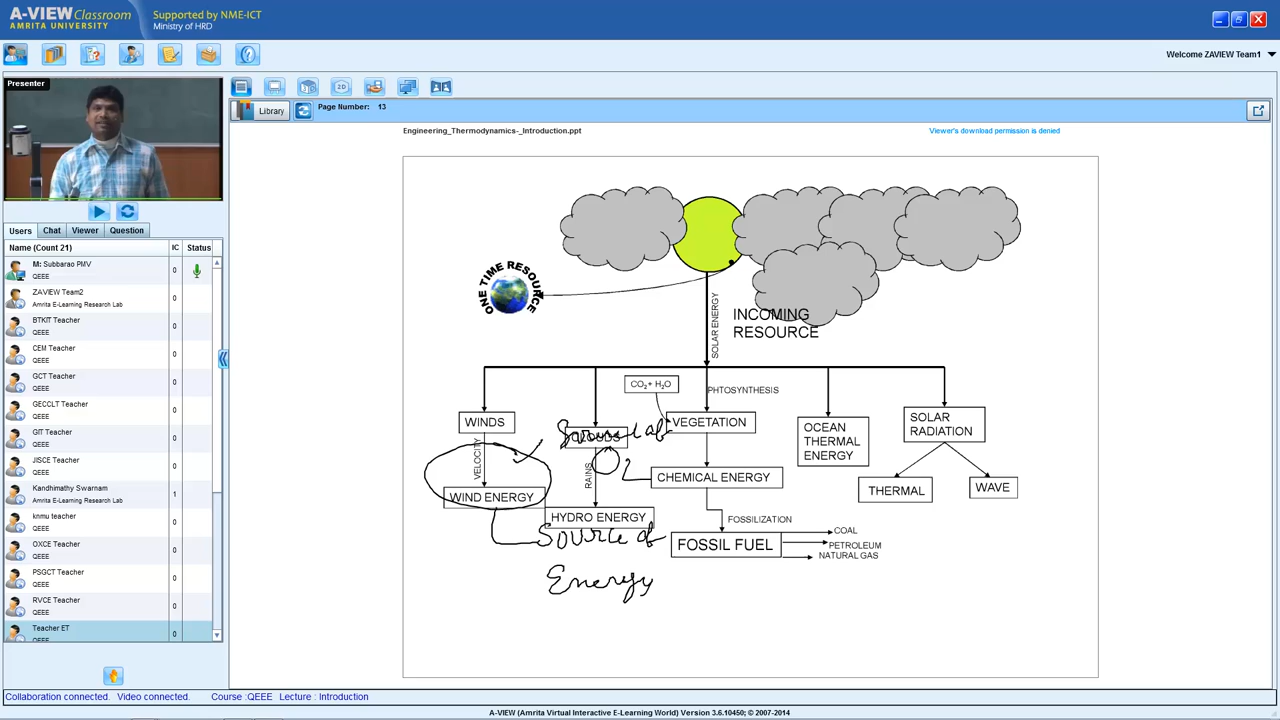 A-VIEW Classroom
AMRITA UNIVERSITY
Supported by NME-ICT
Ministry of HRD
Welcome ZAVIEW Team1
Presenter
Library
Page Number: 13
Engineering_Thermodynamics-_Introduction.ppt
Viewer's download permission is denied
Users Chat Viewer Question
Name (Count 21) IC Status
M: Subbarao PMV
QEEE
0
ZAVIEW Team2
Amrita E-Learning Research Lab
0
BTKIT Teacher
QEEE
0
CEM Teacher
QEEE
0
GCT Teacher
QEEE
0
GECCLT Teacher
QEEE
0
GIT Teacher
QEEE
0
JISCE Teacher
QEEE
0
Kandhimathy Swarnam
Amrita E-Learning Research Lab
1
knmu teacher
QEEE
0
OXCE Teacher
QEEE
0
PSGCT Teacher
QEEE
0
RVCE Teacher
QEEE
0
Teacher ET
QEEE
0
ONE TIME RESOURCE
SOLAR ENERGY
INCOMING
RESOURCE
CO₂+ H₂O
PHTOSYNTHESIS
WINDS
CLOUDS
VEGETATION
OCEAN
THERMAL
ENERGY
SOLAR
RADIATION
VELOCITY
RAINS
WIND ENERGY
CHEMICAL ENERGY
THERMAL
WAVE
HYDRO ENERGY
FOSSILIZATION
FOSSIL FUEL
COAL
PETROLEUM
NATURAL GAS
Source of
Energy
Collaboration connected. Video connected. Course :QEEE Lecture : Introduction
A-VIEW (Amrita Virtual Interactive E-Learning World) Version 3.6.10450; © 2007-2014